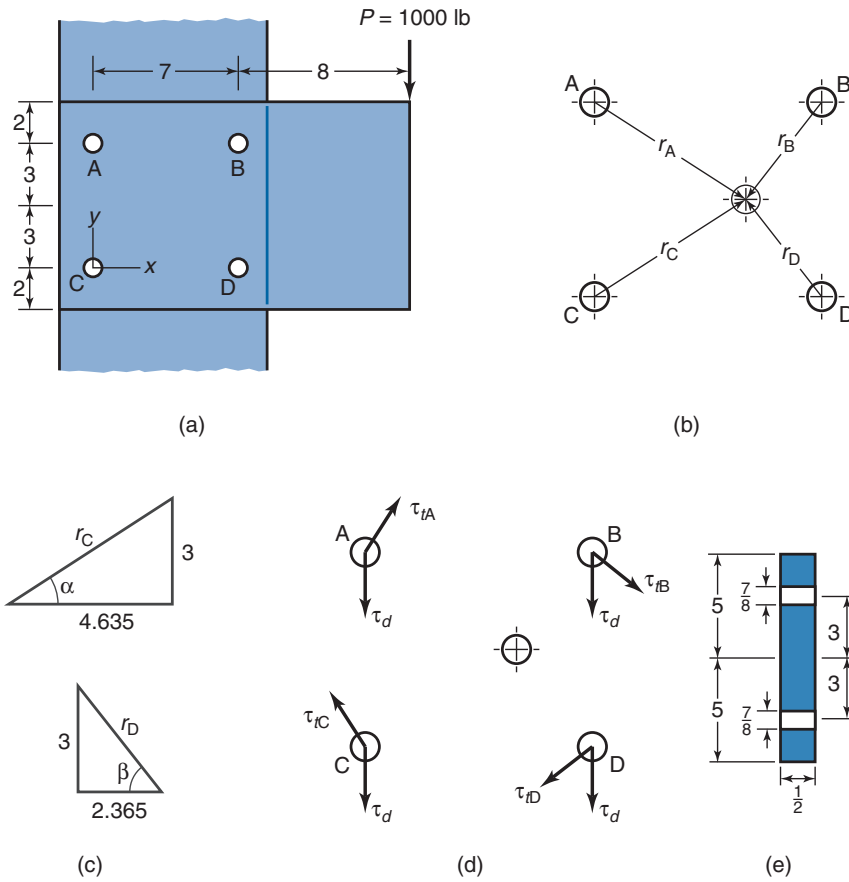 P = 1000 lb
7
8
2
3
3
2
A
B
y
x
C
D
(a)
A
B
r_A
r_B
r_C
r_D
C
D
(b)
r_C
3
α
4.635
r_D
3
β
2.365
(c)
A
τ_tA
τ_d
B
τ_tB
τ_d
τ_tC
C
τ_d
D
τ_tD
τ_d
(d)
5
7/8
3
3
5
7/8
1/2
(e)